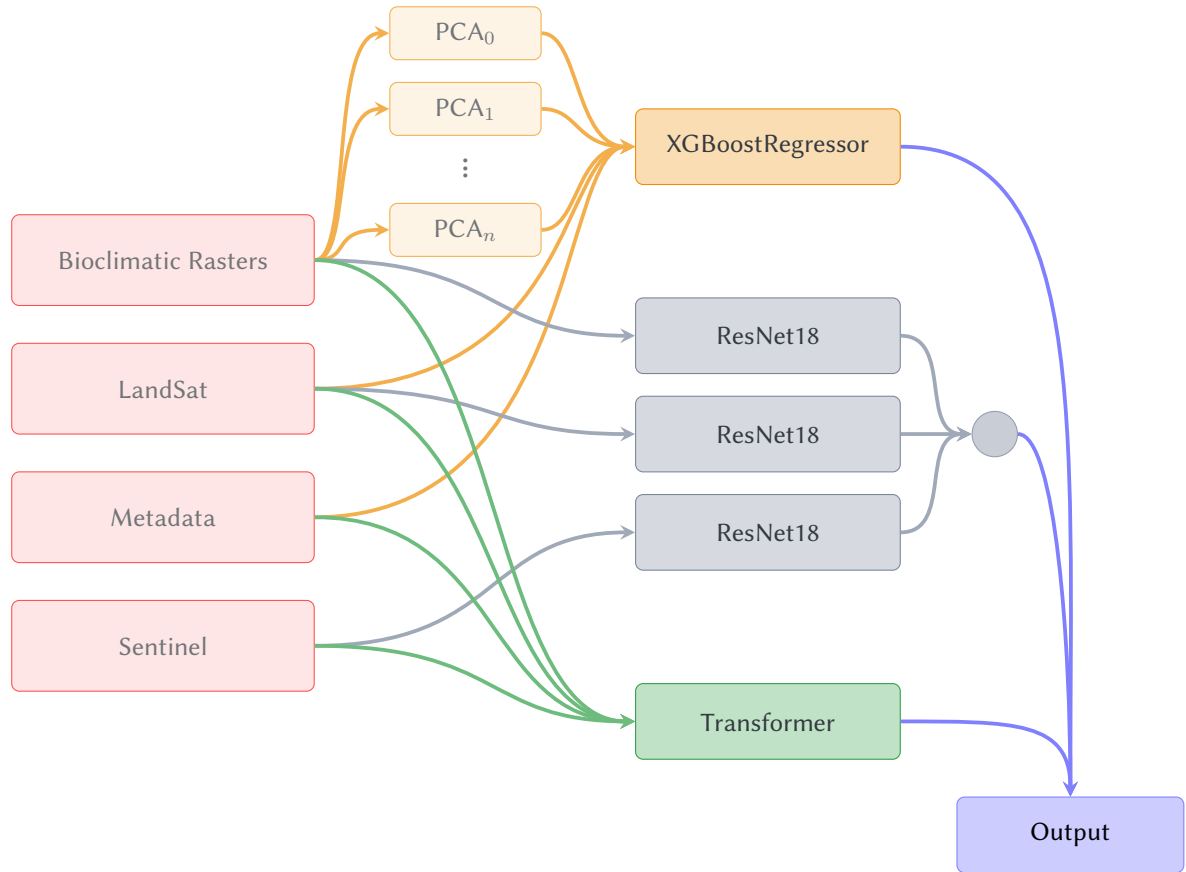 PCA₀
PCA₁
⋮
PCAₙ
XGBoostRegressor
Bioclimatic Rasters
LandSat
Metadata
Sentinel
ResNet18
ResNet18
ResNet18
Transformer
Output